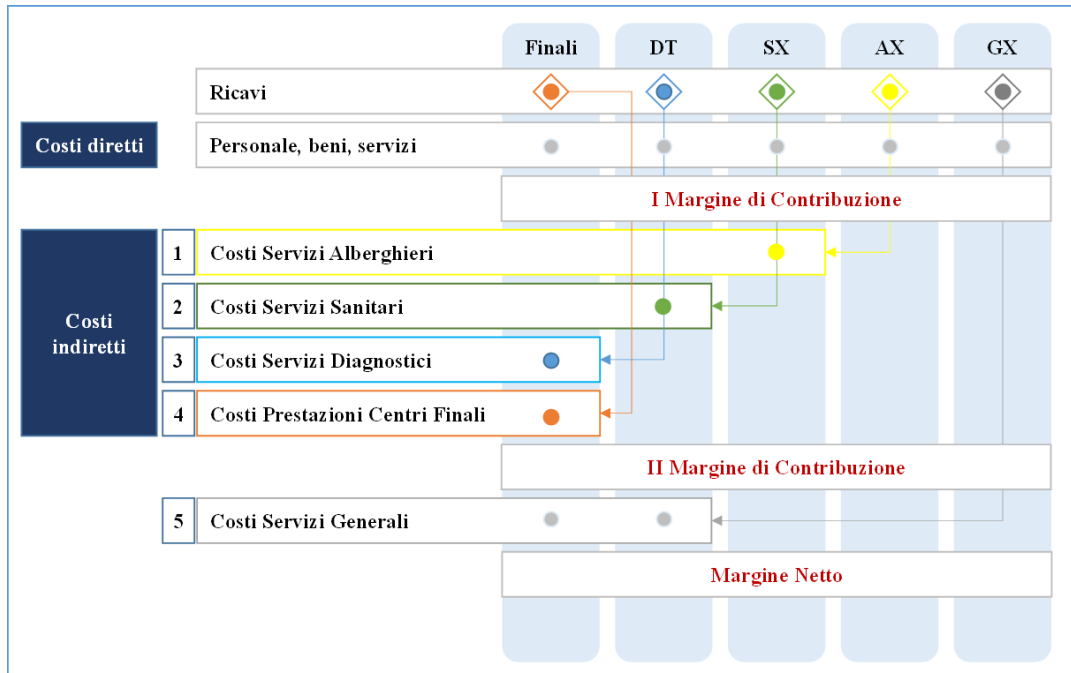 Finali DT SX AX GX
Ricavi
Costi diretti Personale, beni, servizi
I Margine di Contribuzione
1 Costi Servizi Alberghieri
2 Costi Servizi Sanitari
Costi
indiretti
3 Costi Servizi Diagnostici
4 Costi Prestazioni Centri Finali
II Margine di Contribuzione
5 Costi Servizi Generali
Margine Netto